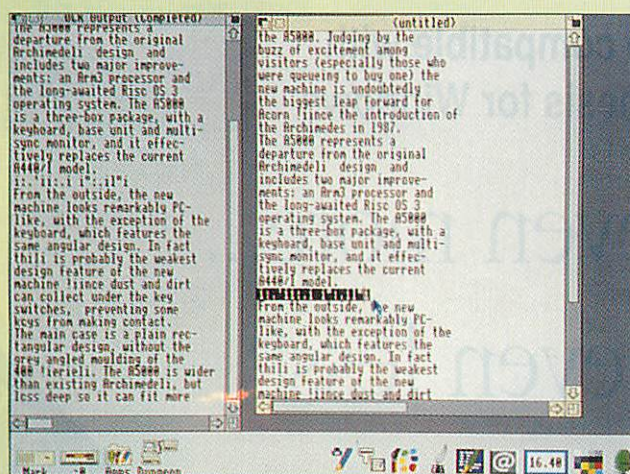 OCR Output (Completed)
The A5000 represents a
departure from the original
Archimedeli design and
includes two major improve-
ments: an Arm3 processor and
the long-awaited Risc OS 3
operating system. The A5000
is a three-box package, with a
keyboard, base unit and multi-
sync monitor, and it effec-
tively replaces the current
A440/1 model.
From the outside, the new
machine looks remarkably PC-
like, with the exception of the
keyboard, which features the
same angular design. In fact
thili is probably the weakest
design feature of the new
machine !iince dust and dirt
can collect under the key
switches, preventing some
kcys from making contact.
The main case is a plain rec-
tangular design, without the
grey angled moulding of the
400 !ierieli. The A5000 is wider
than existing Archimedeli, but
lcss deep so it can fit more
(untitled)
the A5000. Judging by the
buzz of excitement among
visitors (especially those who
were queueing to buy one) the
new machine is undoubtedly
the biggest leap forward for
Acorn !iince the introduction of
the Archimedes in 1987.
The A5000 represents a
departure from the original
Archimedeli design and
includes two major improve-
ments: an Arm3 processor and
the long-awaited Risc OS 3
operating system. The A5000
is a three-box package, with a
keyboard, base unit and multi-
sync monitor, and it effec-
tively replaces the current
A440/1 model.
From the outside, the new
machine looks remarkably PC-
like, with the exception of the
keyboard, which features the
same angular design. In fact
thili is probably the weakest
design feature of the new
machine !iince dust and dirt
compatible
for
Mark :0 Apps Dungeon
16.40